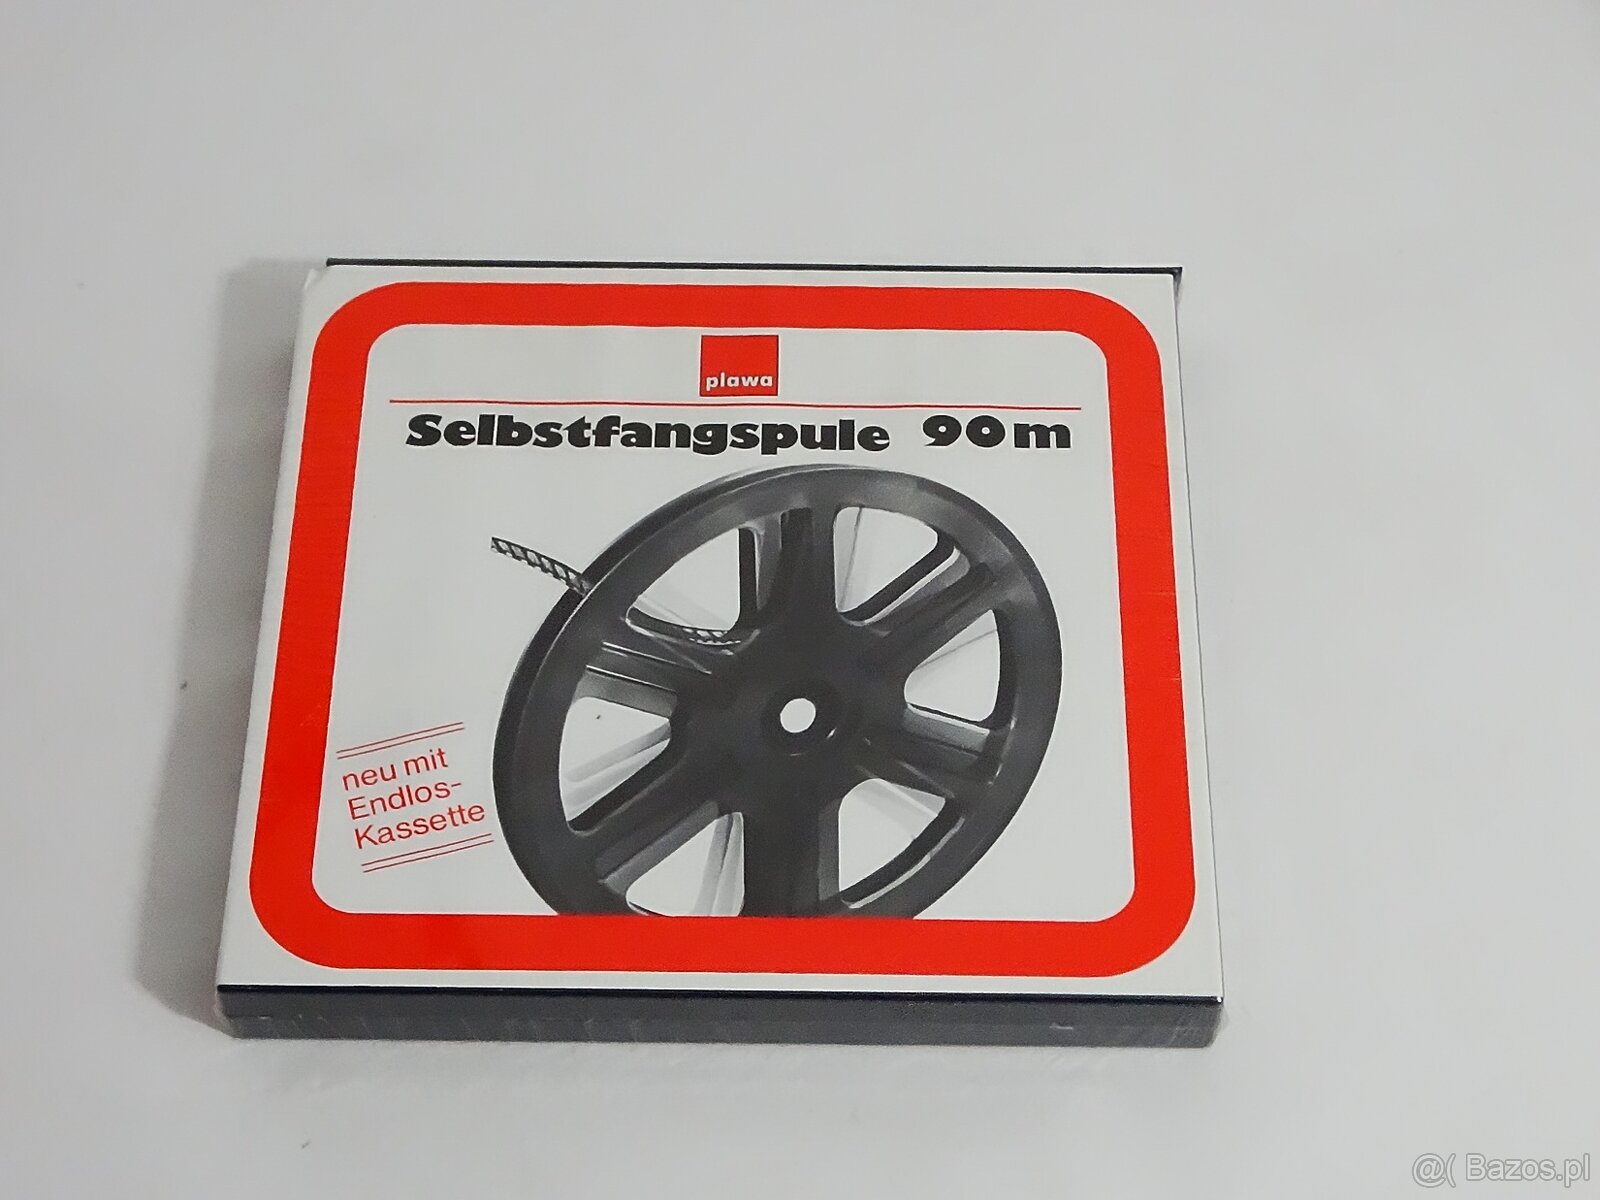 plawa
Selbstfangspule 90m
neu mit
Endlos-
Kassette
@( Bazos.pl